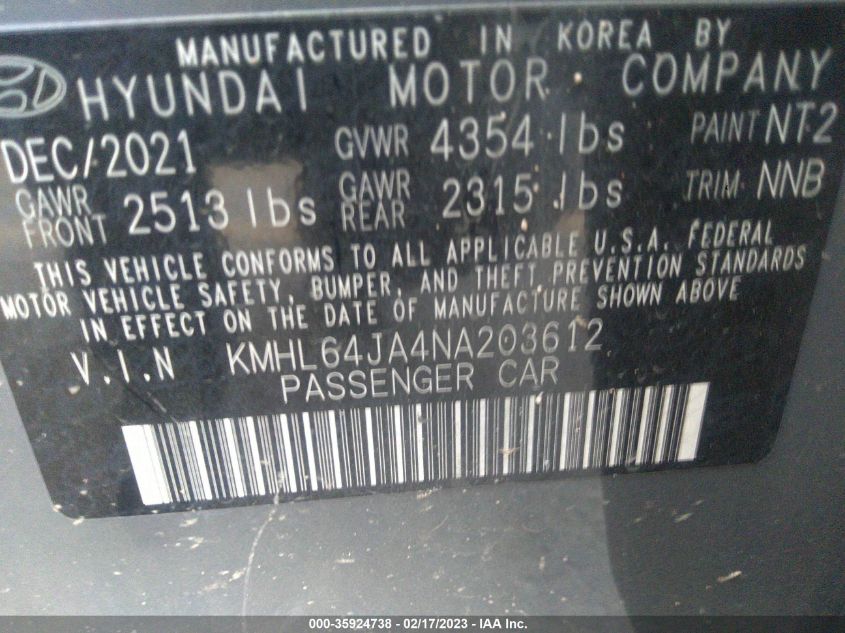 MANUFACTURED IN KOREA BY
HYUNDAI MOTOR COMPANY
DEC/2021 GVWR 4354 lbs PAINT NT2
GAWR FRONT 2513 lbs GAWR REAR 2315 lbs TRIM NNB
THIS VEHICLE CONFORMS TO ALL APPLICABLE U.S.A. FEDERAL
MOTOR VEHICLE SAFETY, BUMPER, AND THEFT PREVENTION STANDARDS
IN EFFECT ON THE DATE OF MANUFACTURE SHOWN ABOVE
V.I.N KMHL64JA4NA203612
PASSENGER CAR
000-35924738 - 02/17/2023 - IAA Inc.